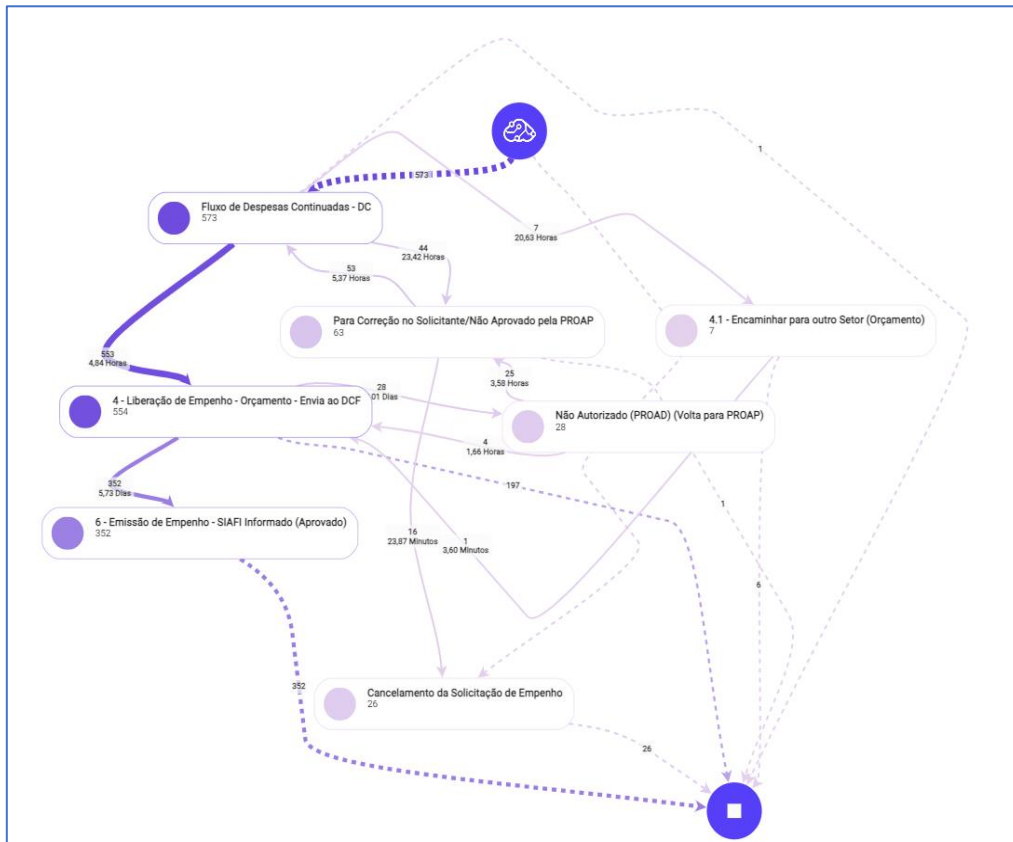 1
573
Fluxo de Despesas Continuadas - DC
573
7
20,63 Horas
44
23,42 Horas
53
5,37 Horas
Para Correção no Solicitante/Não Aprovado pela PROAP
63
4.1 - Encaminhar para outro Setor (Orçamento)
7
553
4,84 Horas
25
3,58 Horas
28
01 Dias
4 - Liberação de Empenho - Orçamento - Envia ao DCF
554
Não Autorizado (PROAD) (Volta para PROAP)
28
4
1,66 Horas
352
5,73 Dias
197
1
6 - Emissão de Empenho - SIAFI Informado (Aprovado)
352
16
23,87 Minutos
1
3,60 Minutos
6
352
Cancelamento da Solicitação de Empenho
26
26